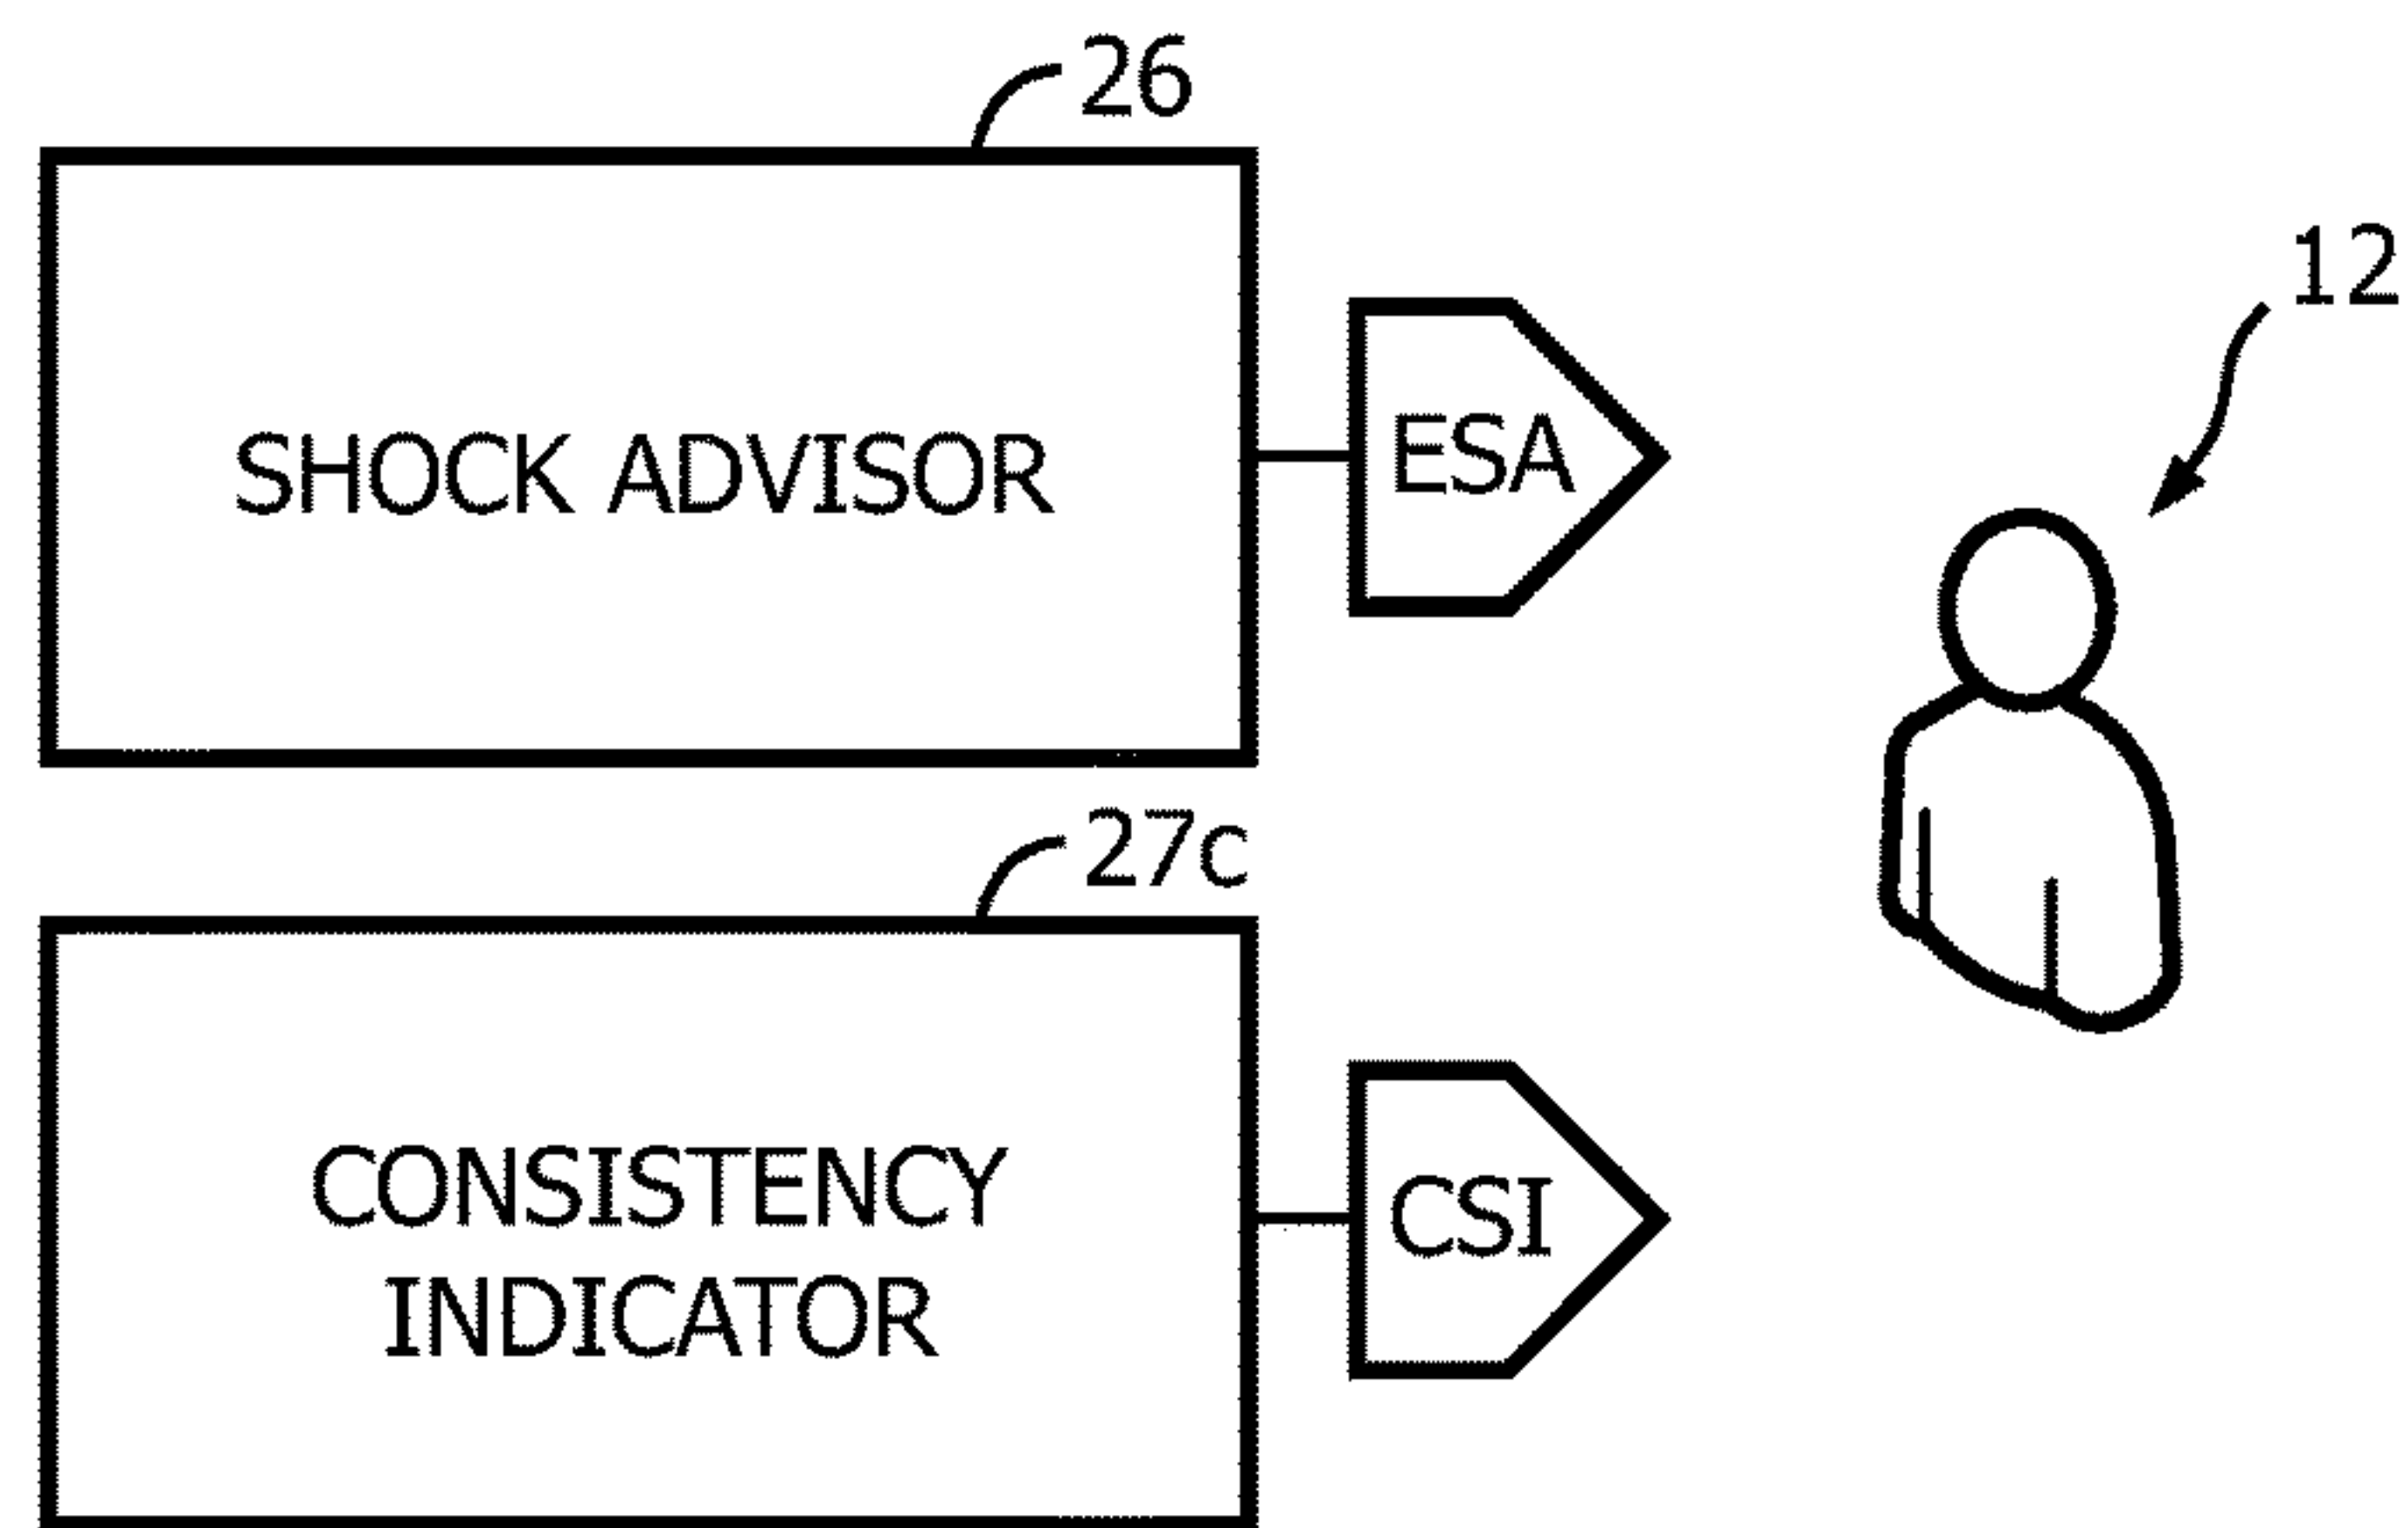 26
12
SHOCK ADVISOR
ESA
27c
CONSISTENCY
INDICATOR
CSI